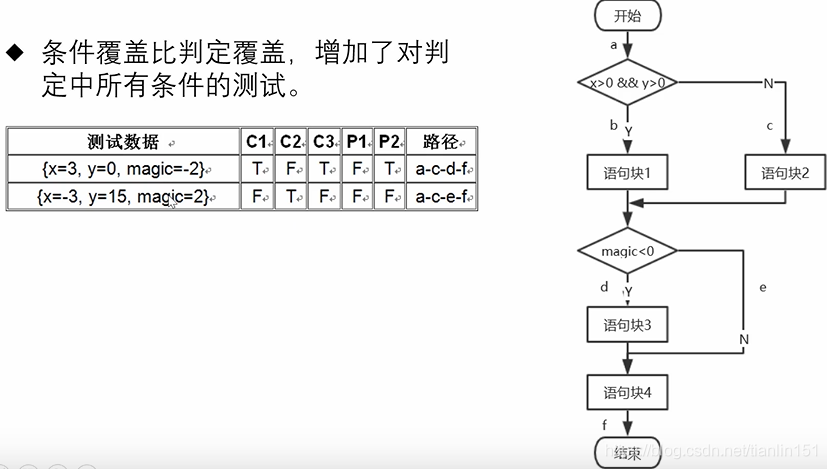 ◆ 条件覆盖比判定覆盖，增加了对判
定中所有条件的测试。
测试数据 C1 C2 C3 P1 P2 路径
{x=3, y=0, magic=-2} T F T F T a-c-d-f
{x=-3, y=15, magic=2} F T F F F a-c-e-f
开始
a
x>0 && y>0
N
b
Y
c
语句块1
语句块2
magic<0
d
Y
e
语句块3
N
语句块4
f
结束
https://blog.csdn.net/tianlin151